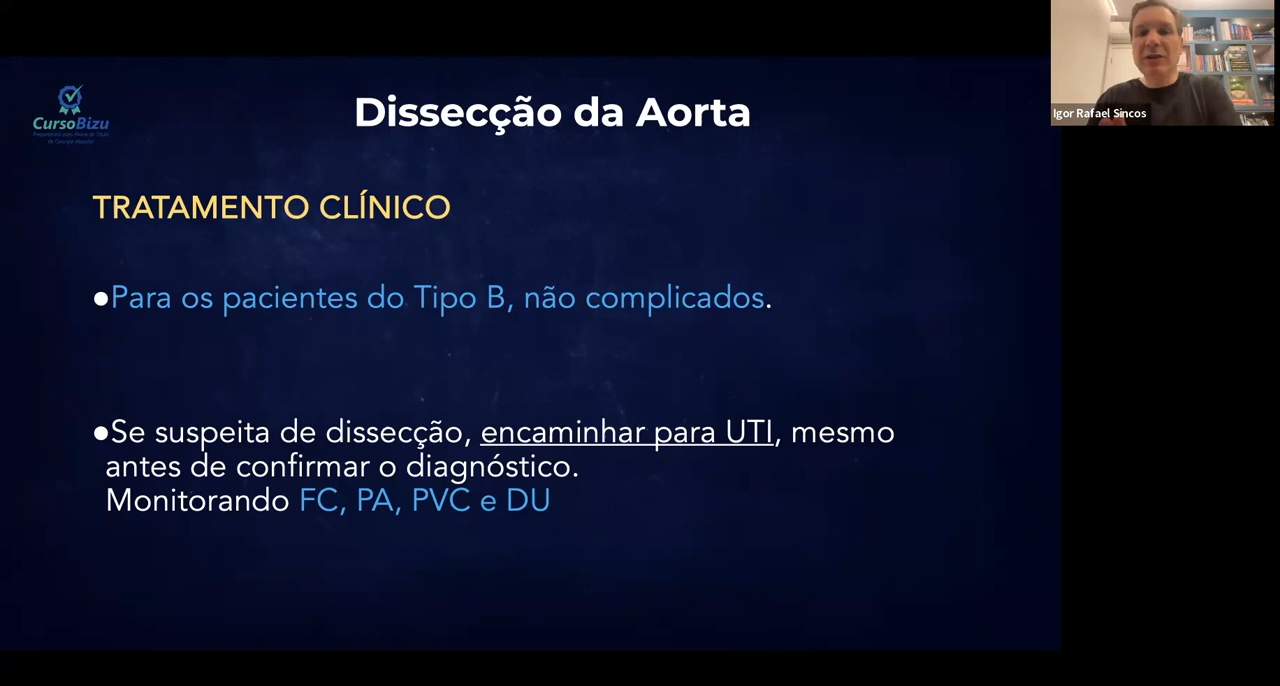 CursoBizu
Dissecção da Aorta
Igor Rafael Sincos
TRATAMENTO CLÍNICO
●Para os pacientes do Tipo B, não complicados.
●Se suspeita de dissecção, encaminhar para UTI, mesmo
antes de confirmar o diagnóstico.
Monitorando FC, PA, PVC e DU